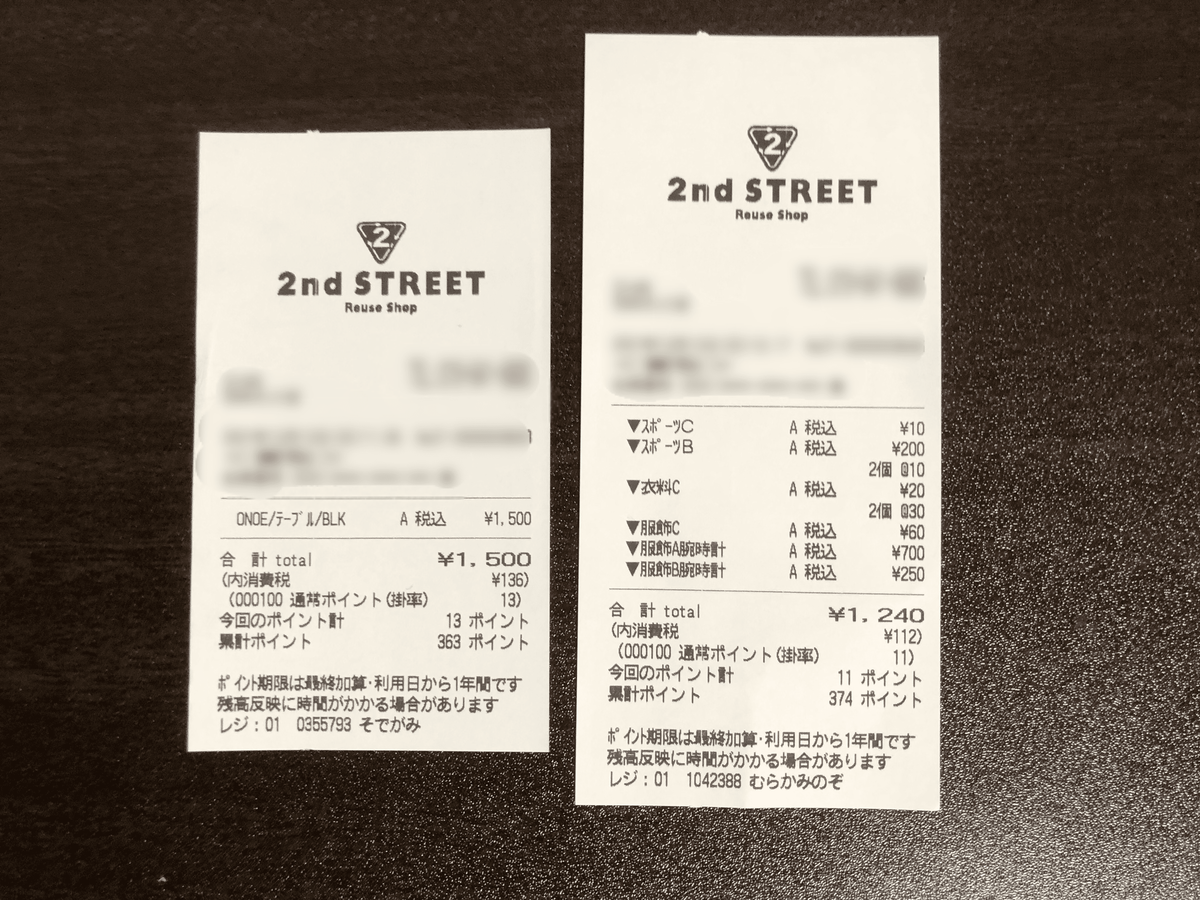 2
2nd STREET
Reuse Shop
ONOE/ﾃｰﾌﾞﾙ/BLK A 税込 ¥1,500
合 計 total ¥1,500
(内消費税 ¥136)
(000100 通常ポイント(掛率) 13)
今回のポイント計 13 ポイント
累計ポイント 363 ポイント
ﾎﾟｲﾝﾄ期限は最終加算･利用日から1年間です
残高反映に時間がかかる場合があります
レジ:01 0355793 そでがみ
2
2nd STREET
Reuse Shop
▼ｽﾎﾟｰﾂC A 税込 ¥10
▼ｽﾎﾟｰﾂB A 税込 ¥200
2個 @10
▼衣料C A 税込 ¥20
2個 @30
▼服飾C A 税込 ¥60
▼服飾A腕時計 A 税込 ¥700
▼服飾B腕時計 A 税込 ¥250
合 計 total ¥1,240
(内消費税 ¥112)
(000100 通常ポイント(掛率) 11)
今回のポイント計 11 ポイント
累計ポイント 374 ポイント
ﾎﾟｲﾝﾄ期限は最終加算･利用日から1年間です
残高反映に時間がかかる場合があります
レジ:01 1042388 むらかみのぞ